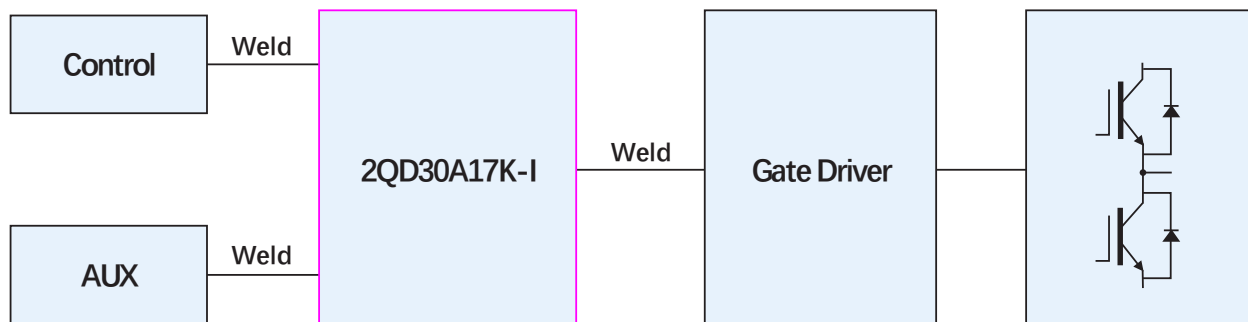 Control
Weld
2QD30A17K-I
Weld
Gate Driver
AUX
Weld